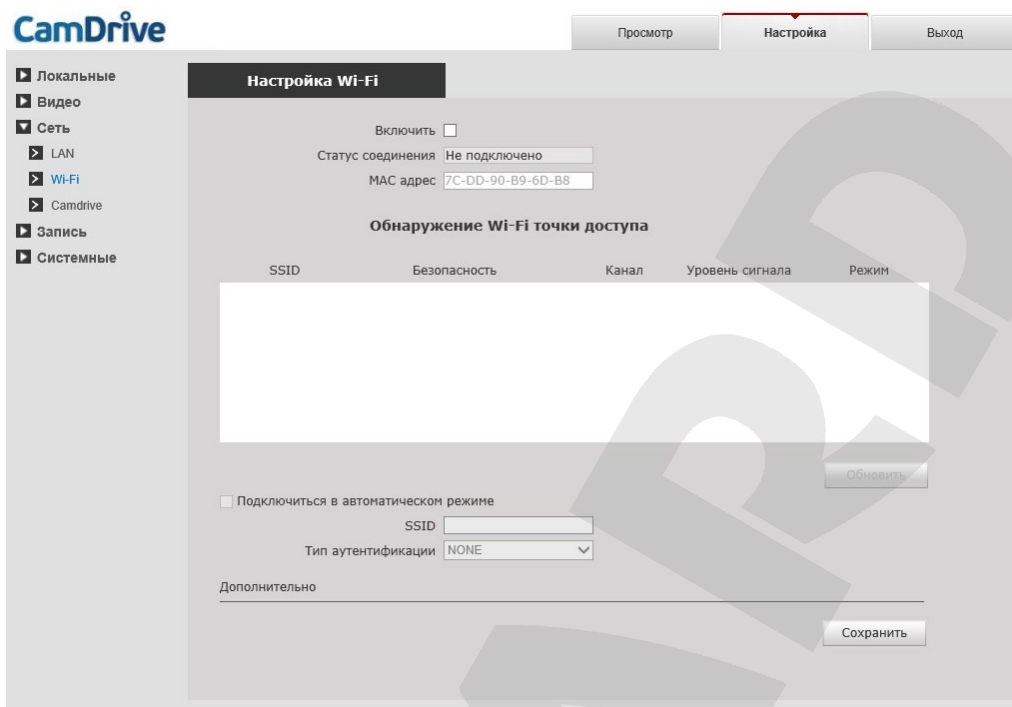 CamDrive
Просмотр
Настройка
Выход
Локальные
Видео
Сеть
LAN
Wi-Fi
Camdrive
Запись
Системные
Настройка Wi-Fi
Включить
Статус соединения Не подключено
MAC адрес 7C-DD-90-B9-6D-B8
Обнаружение Wi-Fi точки доступа
SSID Безопасность Канал Уровень сигнала Режим
Обновить
Подключиться в автоматическом режиме
SSID
Тип аутентификации NONE
Дополнительно
Сохранить